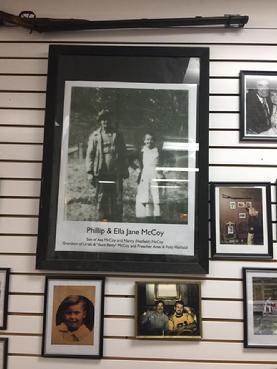 Phillip & Ella Jane McCoy
Son of Asa McCoy and Nancy (Hatfield) McCoy
Grandson of Uriah & "Aunt Betty" McCoy and Preacher Anse & Polly Hatfield